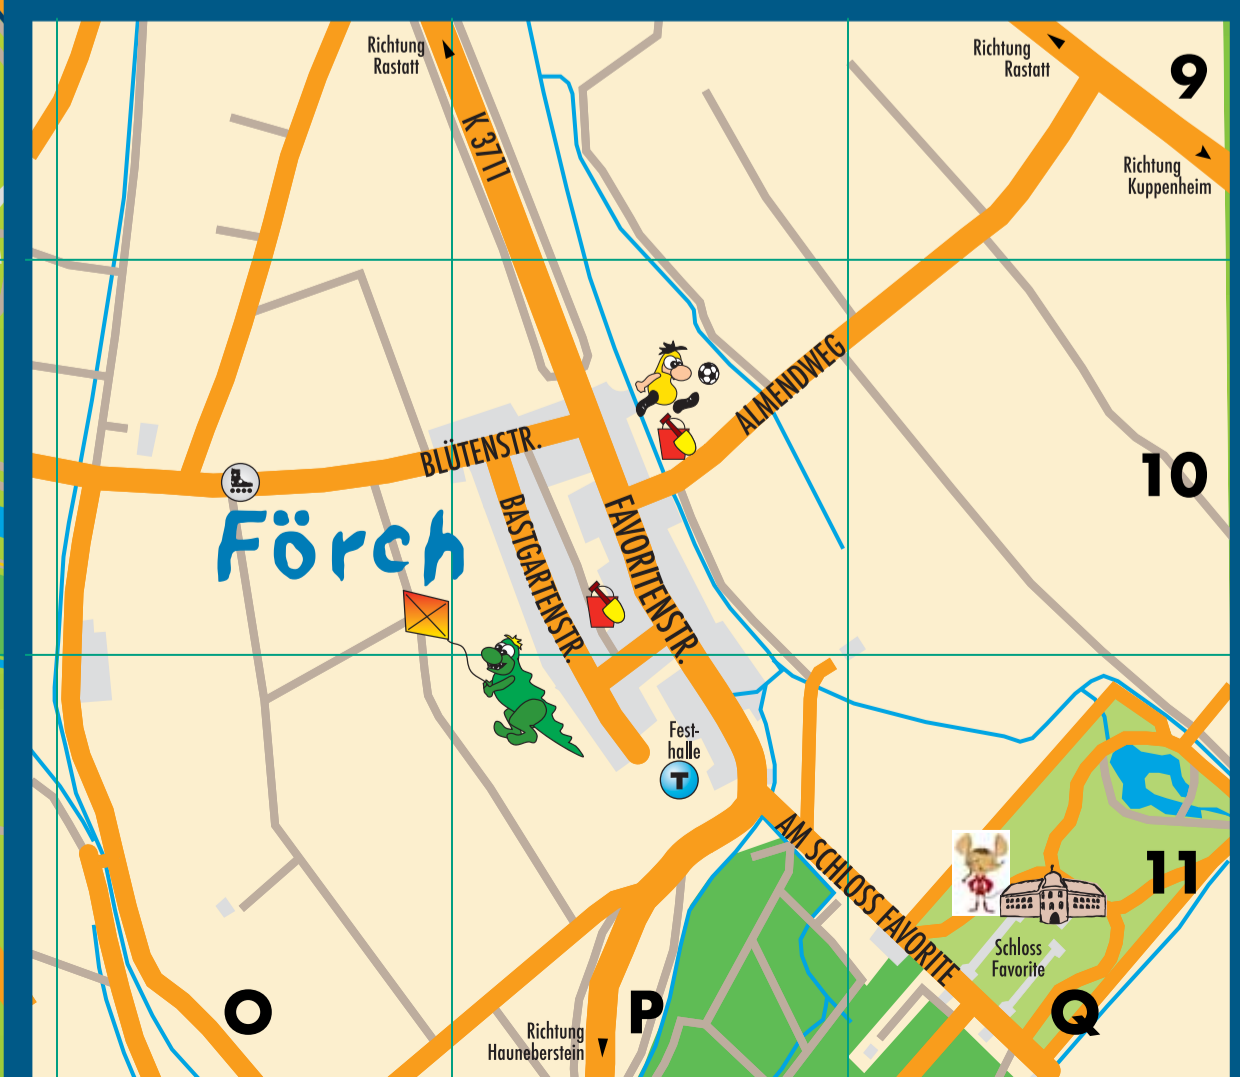 Richtung
Rastatt
Richtung
Rastatt
9
K 3711
Richtung
Kuppenheim
ALMENDWEG
BLÜTENSTR.
10
Förch
BASTGARTENSTR.
FAVORITENSTR.
Fest-
halle
T
AM SCHLOSS FAVORITE
11
Schloss
Favorite
O
P
Q
Richtung
Hauneberstein